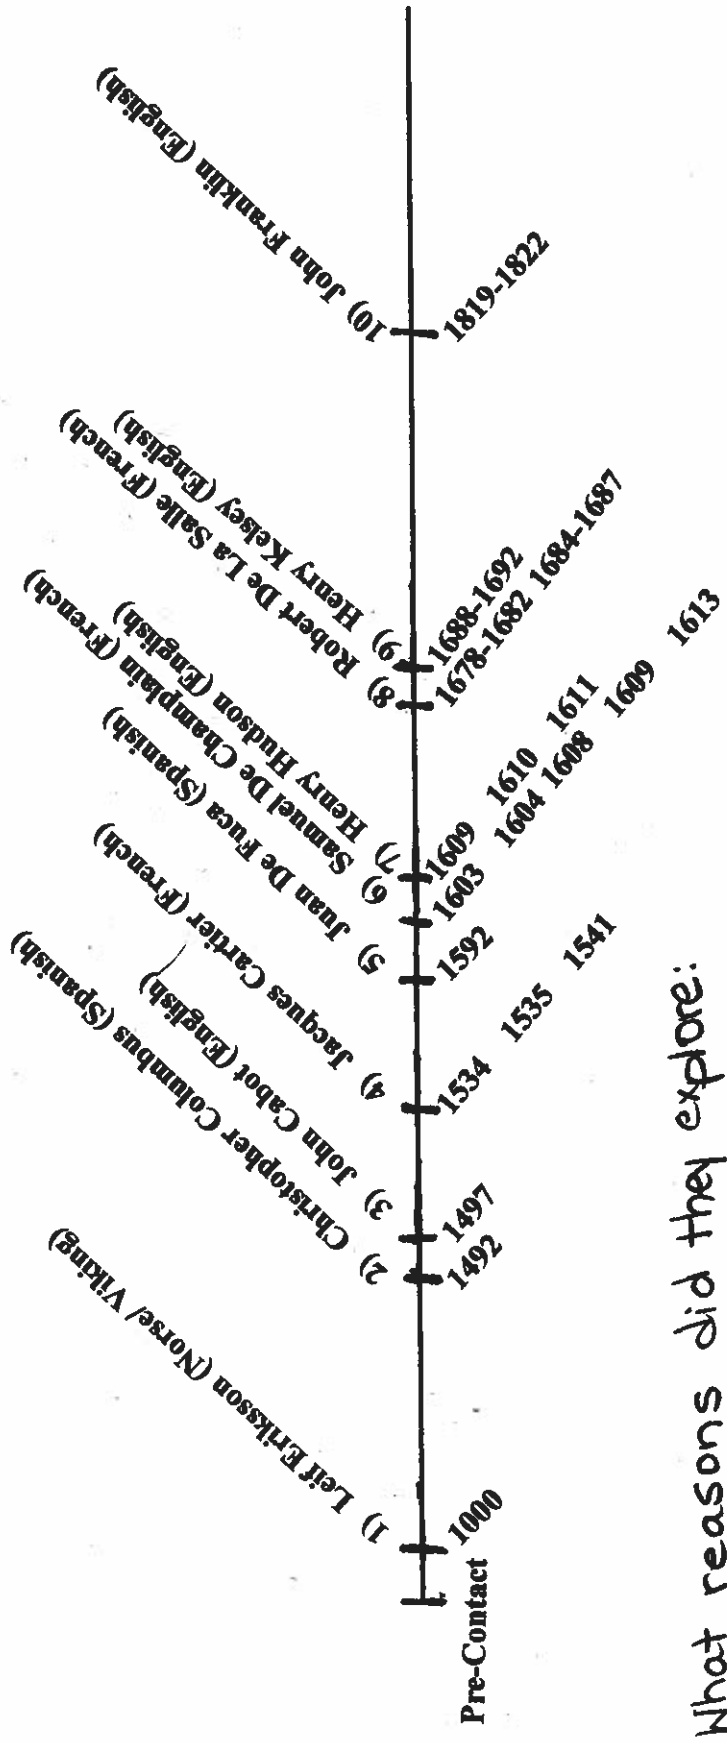 1) Leif Eriksson (Norse/ Viking)
2) Christopher Columbus (Spanish)
3) John Cabot (English)
4) Jacques Cartier (French)
5) Juan De Fuca (Spanish)
6) Samuel De Champlain (French)
7) Henry Hudson (English)
8) Robert De La Salle (French)
9) Henry Kelsey (English)
10) John Franklin (English)
Pre-Contact
1000
1492
1497
1534 1535 1541
1592
1603 1604 1608 1609 1613
1609 1610 1611
1678-1682 1684-1687
1688-1692
1819-1822
What reasons did they explore: